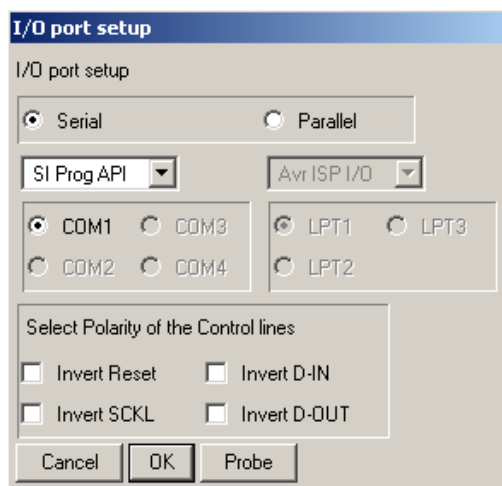 I/O port setup
I/O port setup
Serial Parallel
SI Prog API Avr ISP I/O
COM1 COM3 LPT1 LPT3
COM2 COM4 LPT2
Select Polarity of the Control lines
Invert Reset Invert D-IN
Invert SCKL Invert D-OUT
Cancel OK Probe